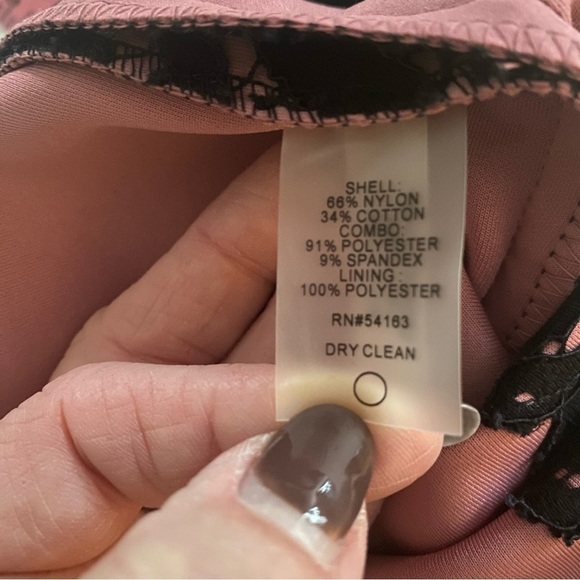 SHELL:
66% NYLON
34% COTTON
COMBO:
91% POLYESTER
9% SPANDEX
LINING :
100% POLYESTER
RN#54163
DRY CLEAN